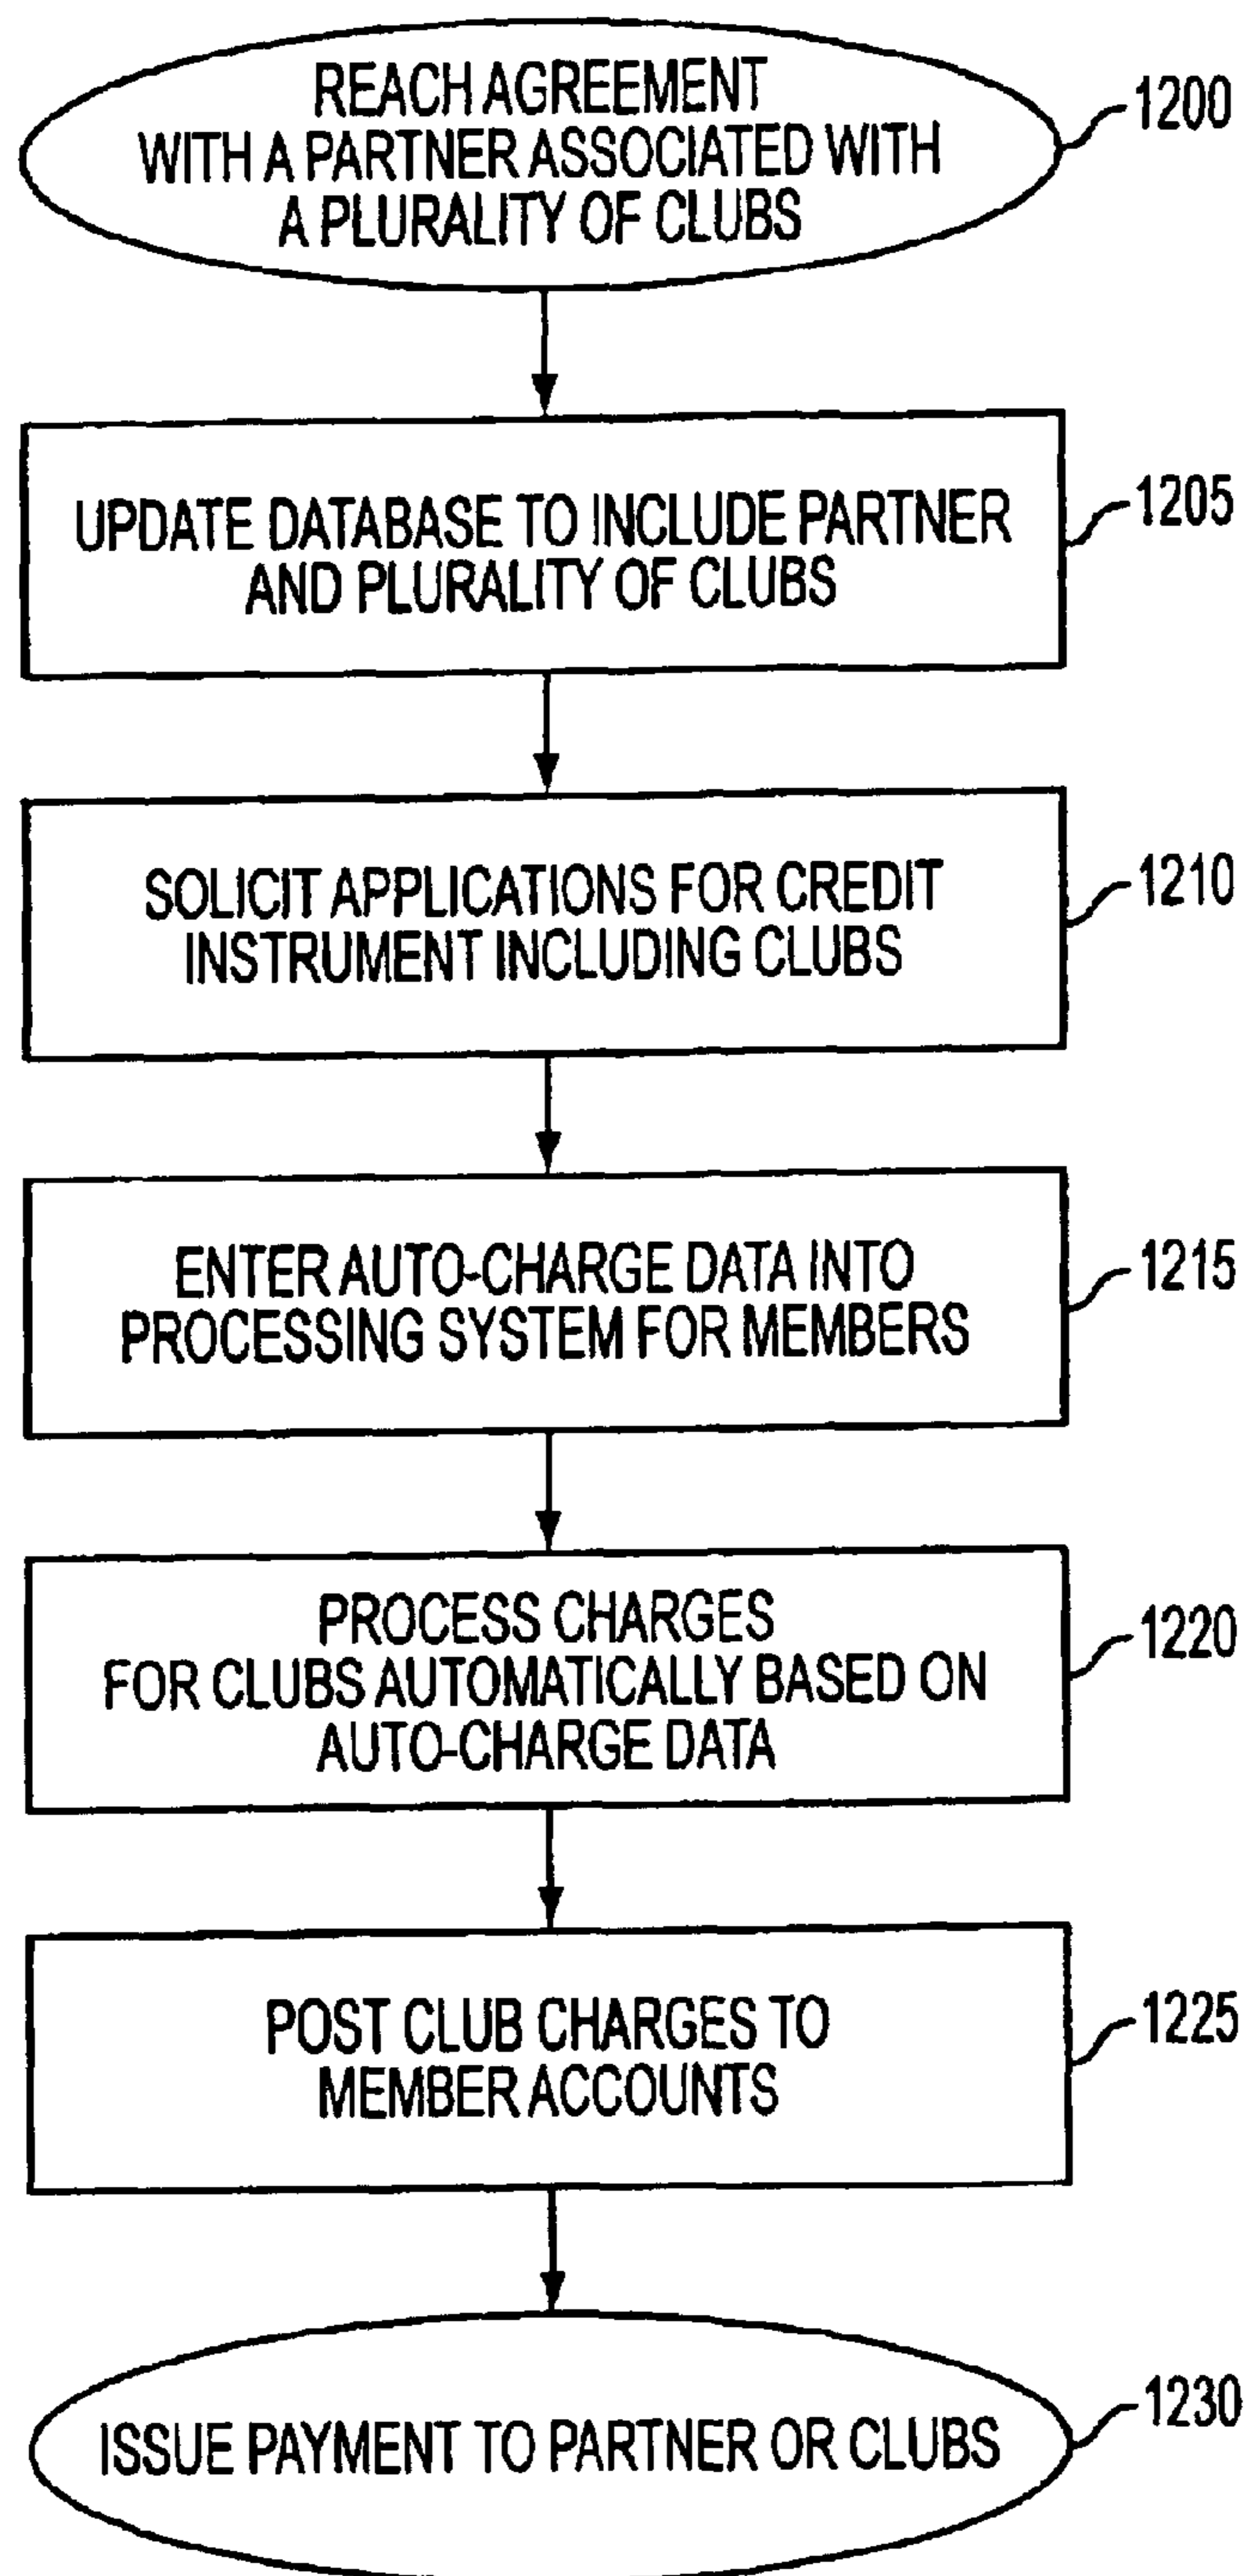 REACH AGREEMENT
WITH A PARTNER ASSOCIATED WITH
A PLURALITY OF CLUBS
1200
UPDATE DATABASE TO INCLUDE PARTNER
AND PLURALITY OF CLUBS
1205
SOLICIT APPLICATIONS FOR CREDIT
INSTRUMENT INCLUDING CLUBS
1210
ENTER AUTO-CHARGE DATA INTO
PROCESSING SYSTEM FOR MEMBERS
1215
PROCESS CHARGES
FOR CLUBS AUTOMATICALLY BASED ON
AUTO-CHARGE DATA
1220
POST CLUB CHARGES TO
MEMBER ACCOUNTS
1225
ISSUE PAYMENT TO PARTNER OR CLUBS
1230